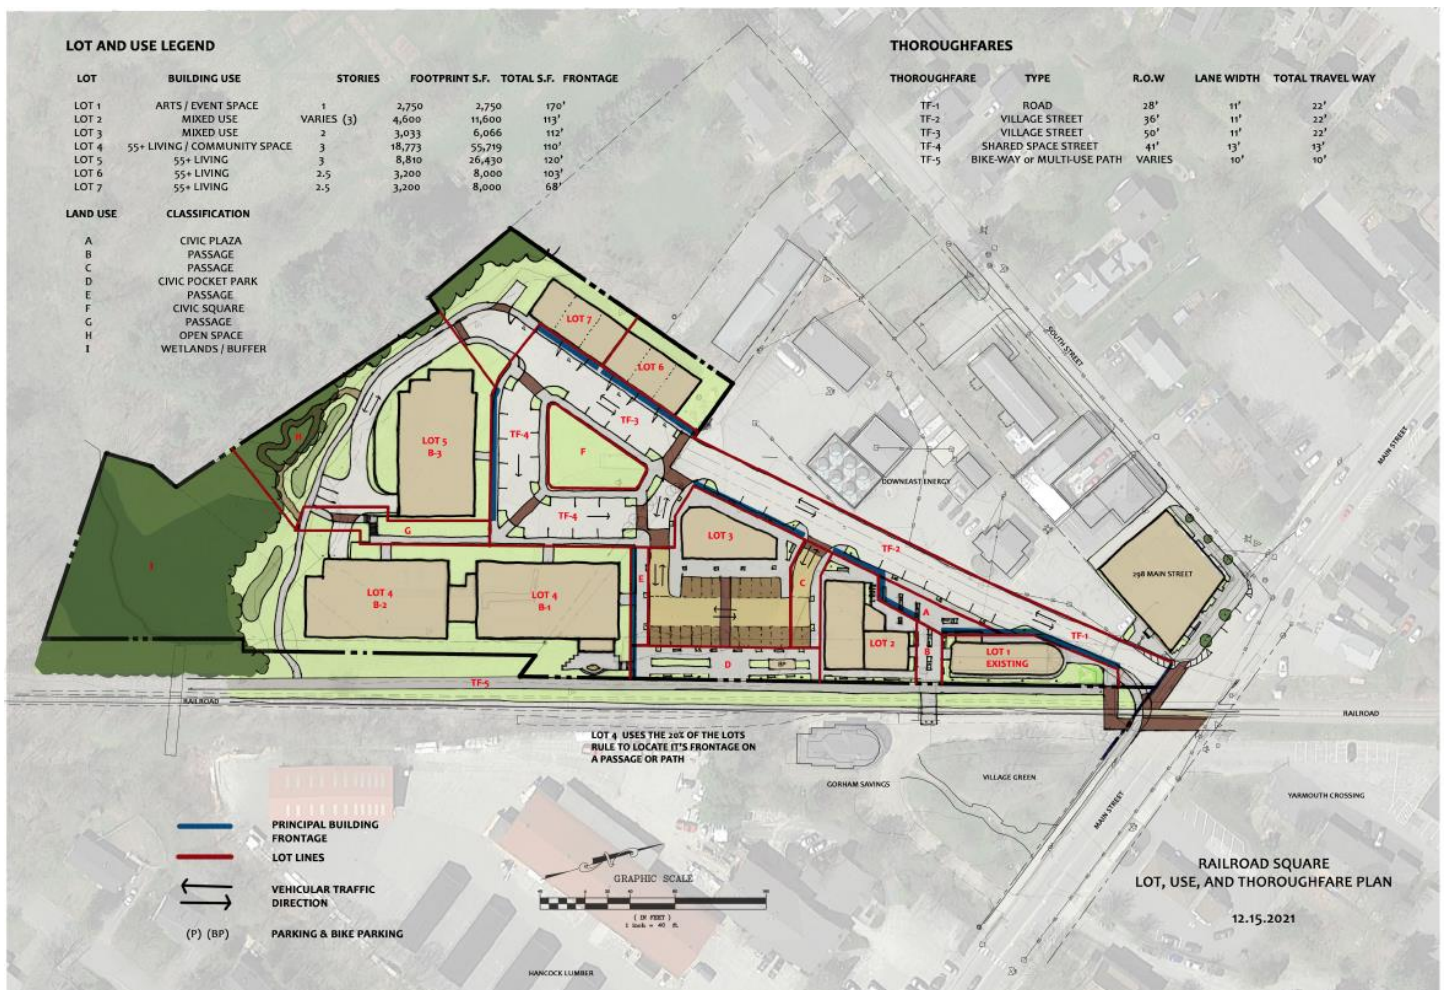 LOT AND USE LEGEND
LOT BUILDING USE STORIES FOOTPRINT S.F. TOTAL S.F. FRONTAGE
LOT 1 ARTS / EVENT SPACE 1 2,750 2,750 170'
LOT 2 MIXED USE VARIES (3) 4,600 11,600 113'
LOT 3 MIXED USE 2 3,033 6,066 112'
LOT 4 55+ LIVING / COMMUNITY SPACE 3 18,773 55,719 110'
LOT 5 55+ LIVING 3 8,810 26,430 120'
LOT 6 55+ LIVING 2.5 3,200 8,000 103'
LOT 7 55+ LIVING 2.5 3,200 8,000 68'
LAND USE CLASSIFICATION
A CIVIC PLAZA
B PASSAGE
C PASSAGE
D CIVIC POCKET PARK
E PASSAGE
F CIVIC SQUARE
G PASSAGE
H OPEN SPACE
I WETLANDS / BUFFER
THOROUGHFARES
THOROUGHFARE TYPE R.O.W LANE WIDTH TOTAL TRAVEL WAY
TF-1 ROAD 28' 11' 22'
TF-2 VILLAGE STREET 36' 11' 22'
TF-3 VILLAGE STREET 50' 11' 22'
TF-4 SHARED SPACE STREET 41' 13' 13'
TF-5 BIKE-WAY or MULTI-USE PATH VARIES 10' 10'
LOT 7
SOUTH STREET
LOT 6
TF-3
TF-4
LOT 5
B-3
F
H
MAIN STREET
DOWNEAST ENERGY
TF-4
G
LOT 3
TF-2
I
298 MAIN STREET
LOT 4
B-2
LOT 4
B-1
E
C
A
TF-1
LOT 2
B
LOT 1
EXISTING
D
BP
TF-5
RAILROAD
RAILROAD
LOT 4 USES THE 20% OF THE LOTS
RULE TO LOCATE IT'S FRONTAGE ON
A PASSAGE OR PATH
GORHAM SAVINGS
VILLAGE GREEN
MAIN STREET
YARMOUTH CROSSING
PRINCIPAL BUILDING
FRONTAGE
LOT LINES
VEHICULAR TRAFFIC
DIRECTION
(P) (BP) PARKING & BIKE PARKING
GRAPHIC SCALE
( IN FEET )
1 inch = 40 ft.
HANCOCK LUMBER
RAILROAD SQUARE
LOT, USE, AND THOROUGHFARE PLAN
12.15.2021